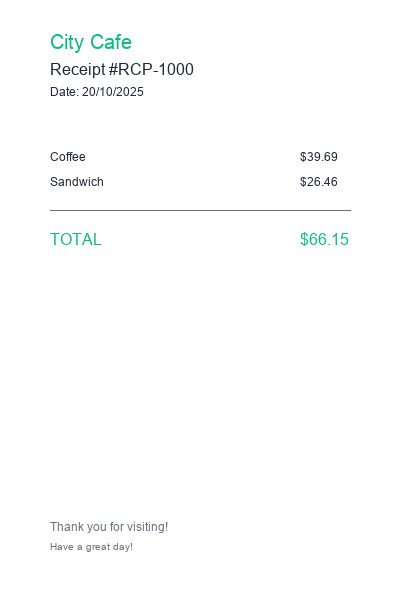 City Cafe
Receipt #RCP-1000
Date: 20/10/2025
Coffee $39.69
Sandwich $26.46
TOTAL $66.15
Thank you for visiting!
Have a great day!